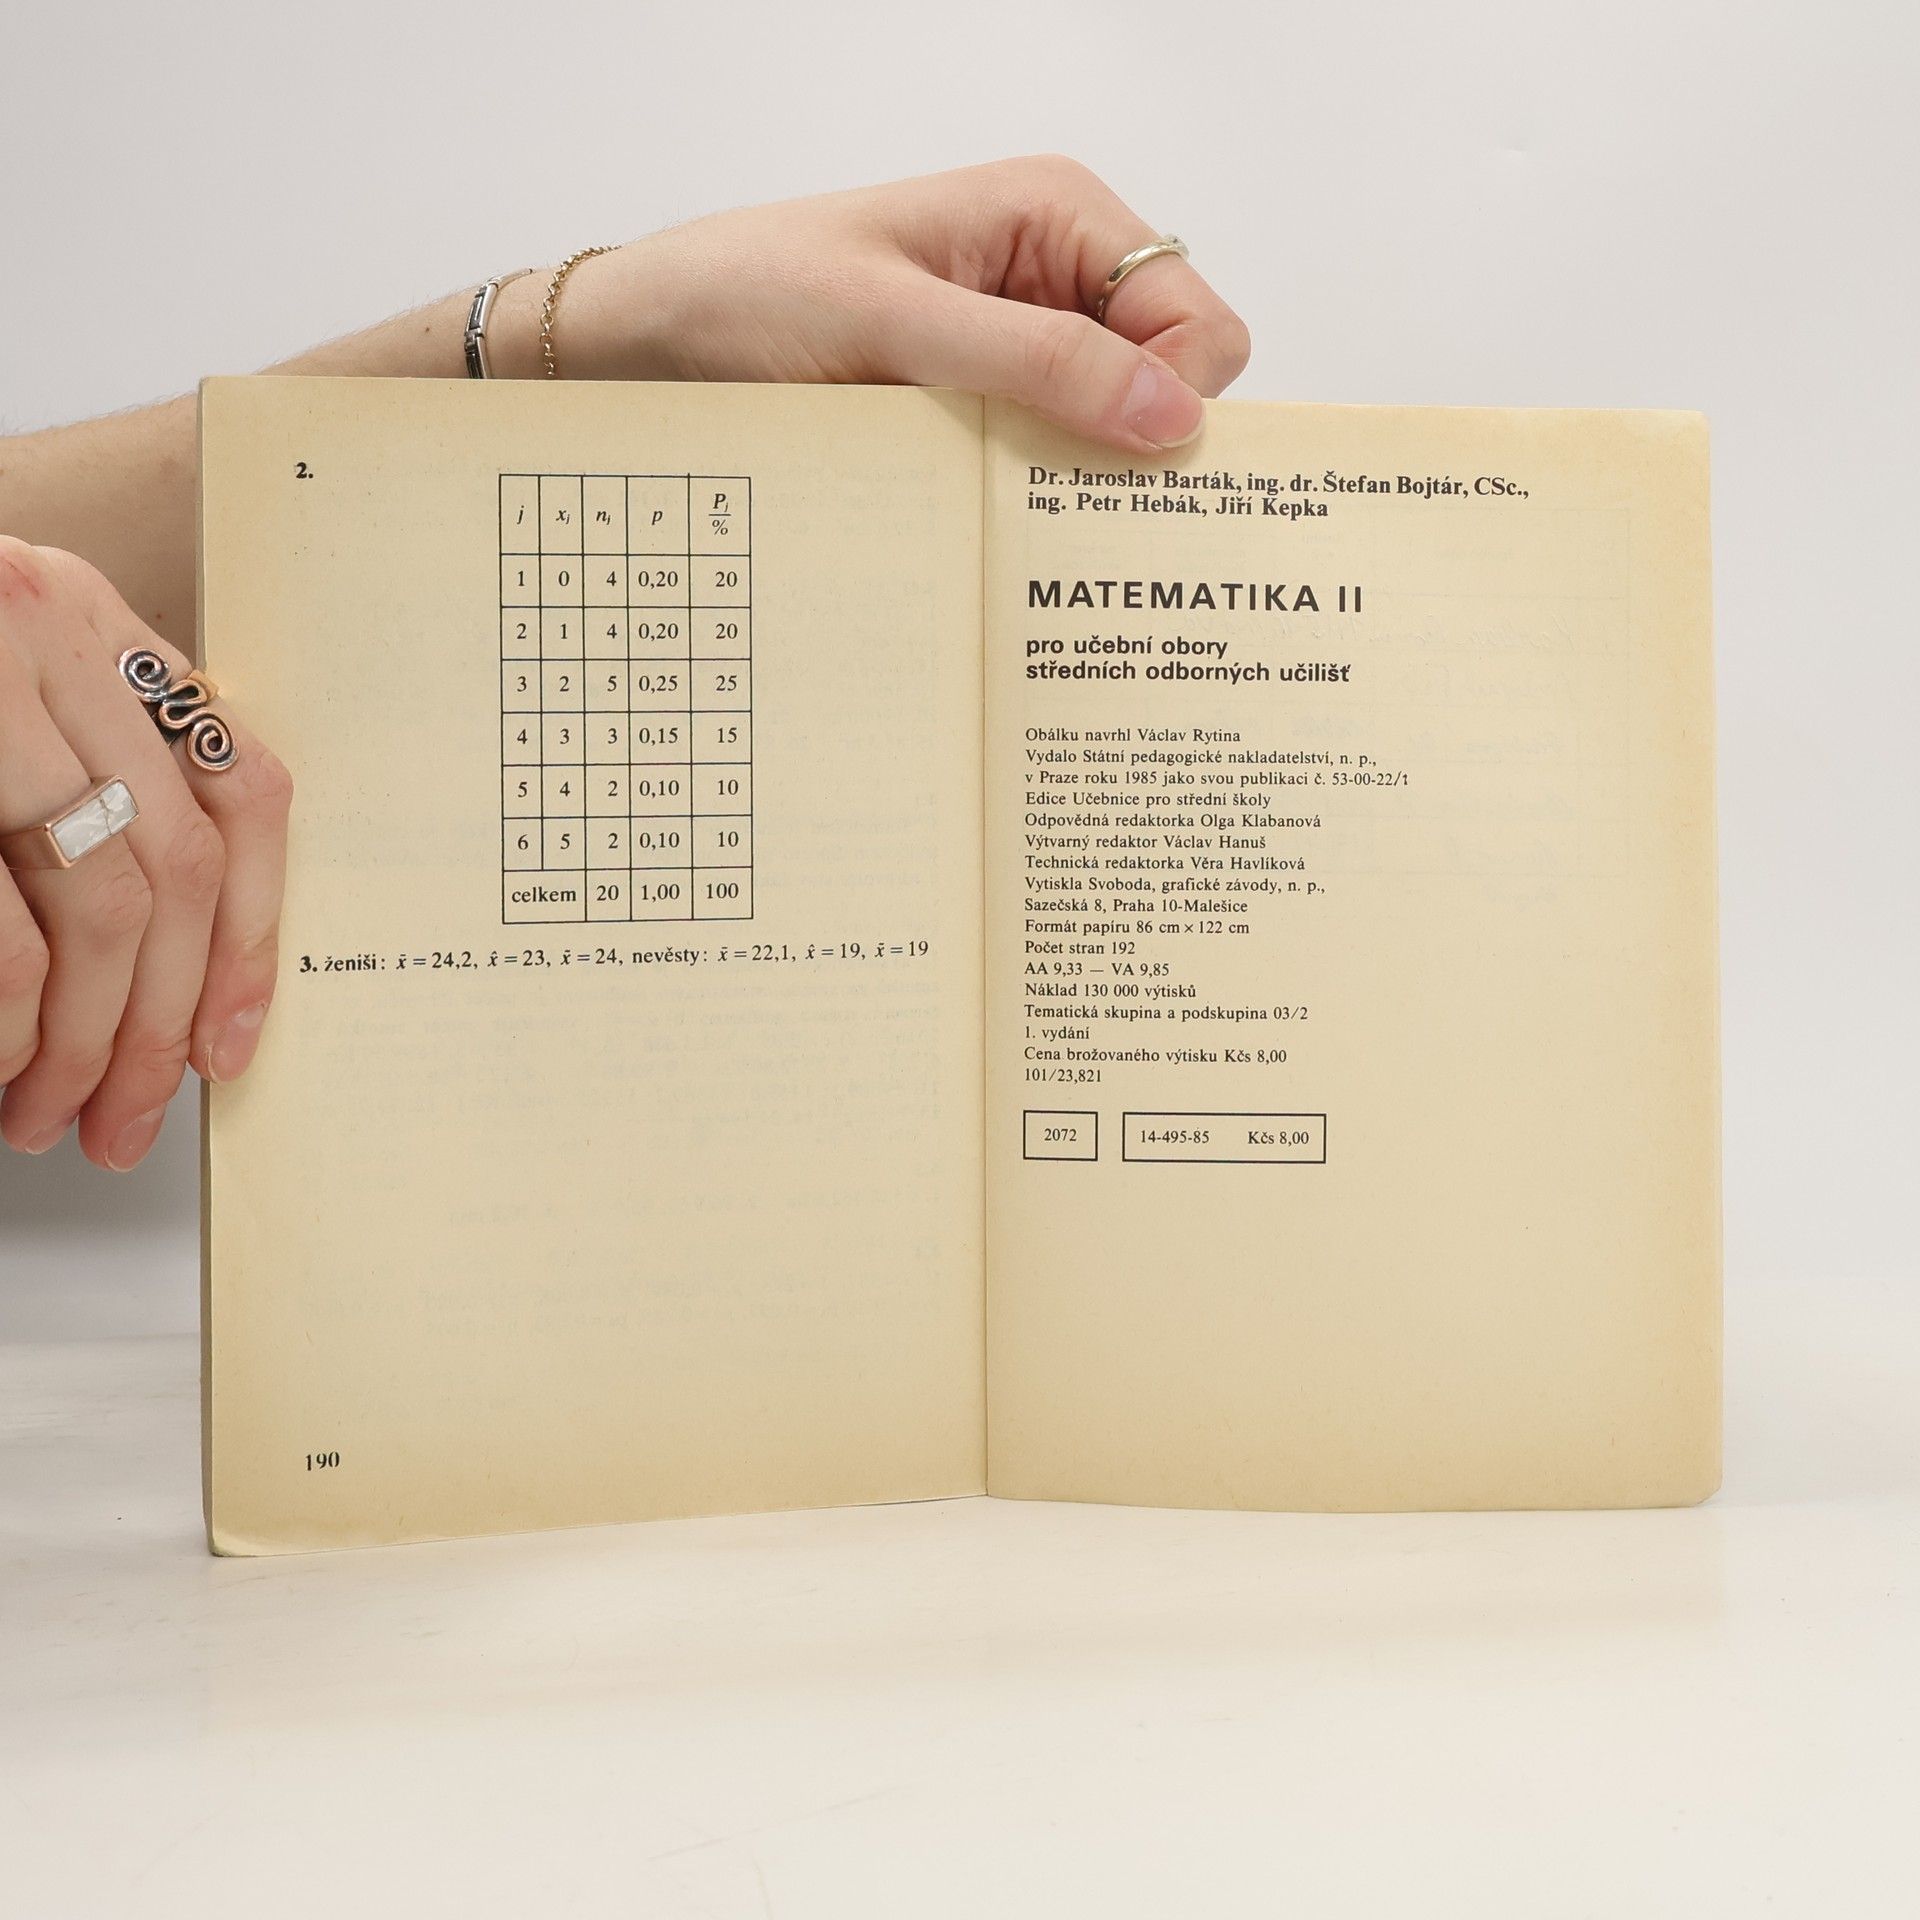 2.
j xⱼ nⱼ p Pⱼ/%
1 0 4 0,20 20
2 1 4 0,20 20
3 2 5 0,25 25
4 3 3 0,15 15
5 4 2 0,10 10
6 5 2 0,10 10
celkem 20 1,00 100
3. ženiši: x̄ = 24,2, x̂ = 23, x̃ = 24, nevěsty: x̄ = 22,1, x̂ = 19, x̃ = 19
190
Dr. Jaroslav Barták, ing. dr. Štefan Bojtár, CSc.,
ing. Petr Hebák, Jiří Kepka
MATEMATIKA II
pro učební obory
středních odborných učilišť
Obálku navrhl Václav Rytina
Vydalo Státní pedagogické nakladatelství, n. p.,
v Praze roku 1985 jako svou publikaci č. 53-00-22/1
Edice Učebnice pro střední školy
Odpovědná redaktorka Olga Klabanová
Výtvarný redaktor Václav Hanuš
Technická redaktorka Věra Havlíková
Vytiskla Svoboda, grafické závody, n. p.,
Sazečská 8, Praha 10-Malešice
Formát papíru 86 cm × 122 cm
Počet stran 192
AA 9,33 — VA 9,85
Náklad 130 000 výtisků
Tematická skupina a podskupina 03/2
1. vydání
Cena brožovaného výtisku Kčs 8,00
101/23,821
2072 14-495-85 Kčs 8,00